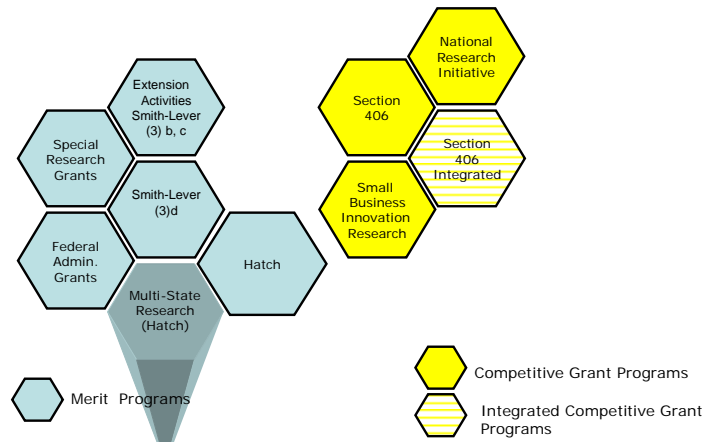 National
Research
Initiative
Extension
Activities
Smith-Lever
(3) b, c
Section
406
Special
Research
Grants
Section
406
Integrated
Smith-Lever
(3)d
Small
Business
Innovation
Research
Federal
Admin.
Grants
Hatch
Multi-State
Research
(Hatch)
Competitive Grant Programs
Merit Programs
Integrated Competitive Grant
Programs